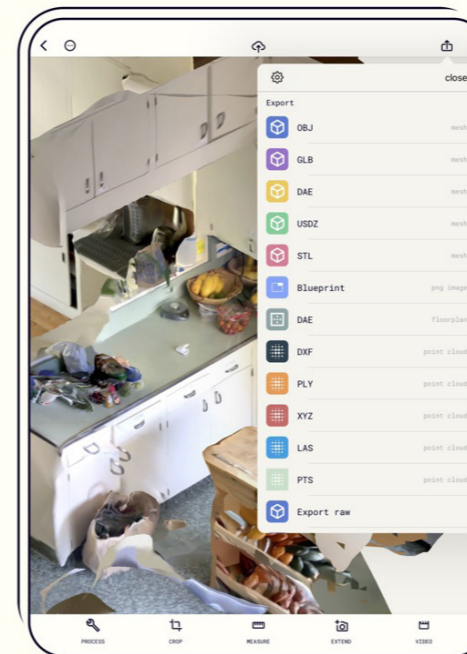 close
Export
OBJ mesh
GLB mesh
DAE mesh
USDZ mesh
STL mesh
Blueprint png image
DAE floorplan
DXF point cloud
PLY point cloud
XYZ point cloud
LAS point cloud
PTS point cloud
Export raw
PROCESS CROP MEASURE EXTEND VIDEO